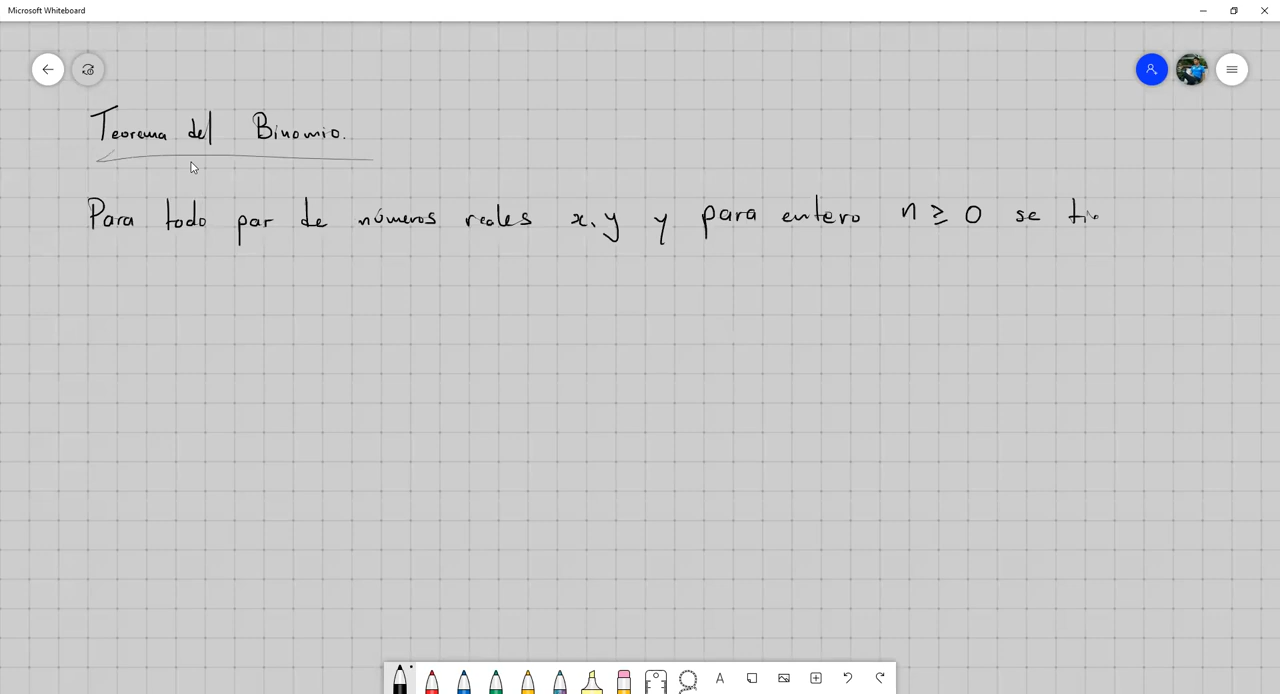 Microsoft Whiteboard
Teorema del Binomio.
Para todo par de números reales x, y y para entero n ≥ 0 se